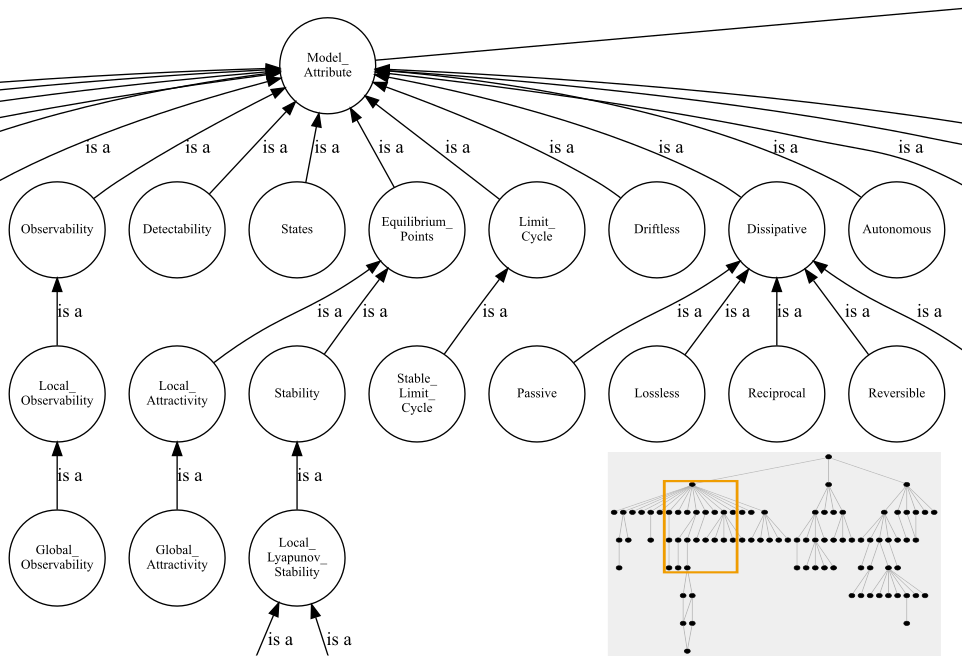 Model_
Attribute
is a
is a
is a
is a
is a
is a
is a
is a
is a
is a
Observability
Detectability
States
Equilibrium_
Points
Limit_
Cycle
Driftless
Dissipative
Autonomous
is a
is a
is a
is a
is a
is a
is a
is a
is a
Local_
Observability
Local_
Attractivity
Stability
Stable_
Limit_
Cycle
Passive
Lossless
Reciprocal
Reversible
is a
is a
is a
Global_
Observability
Global_
Attractivity
Local_
Lyapunov_
Stability
is a
is a